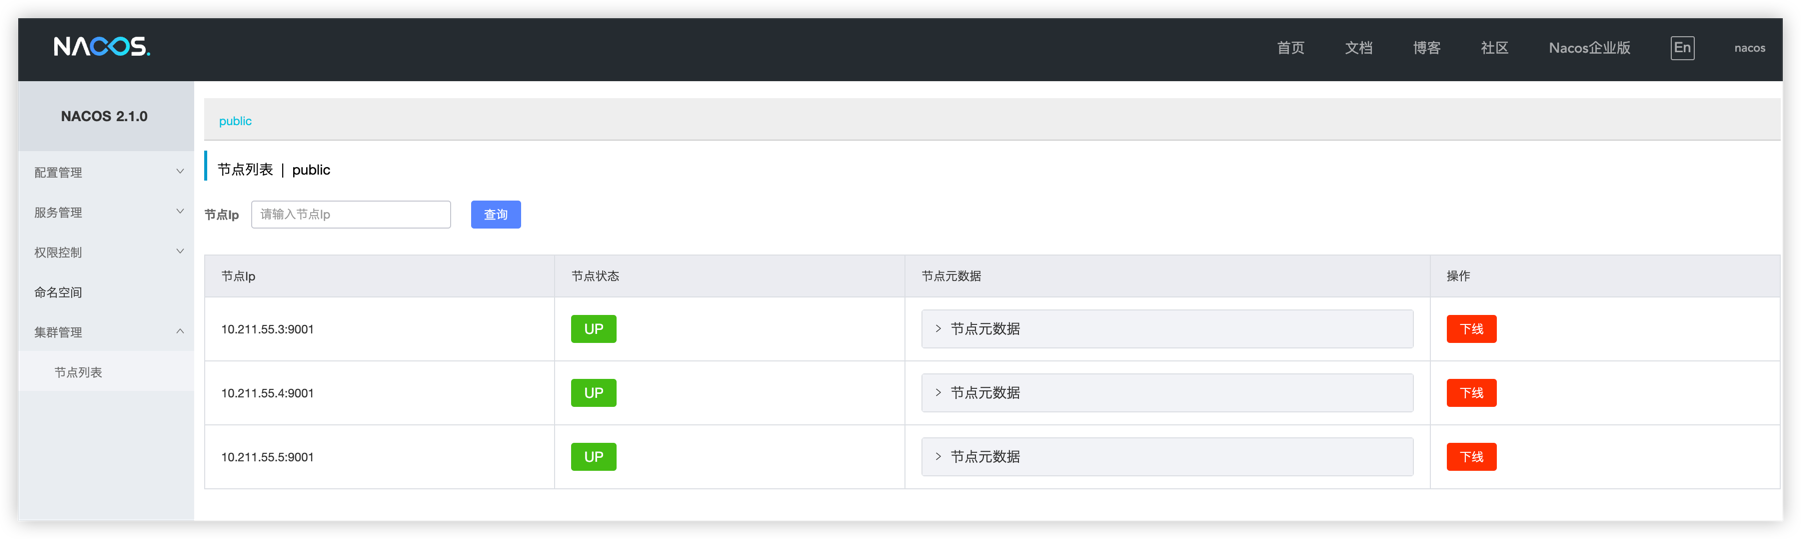 NACOS.
首页 文档 博客 社区 Nacos企业版 En nacos
NACOS 2.1.0
配置管理
服务管理
权限控制
命名空间
集群管理
节点列表
public
节点列表 | public
节点Ip 请输入节点Ip 查询
节点Ip 节点状态 节点元数据 操作
10.211.55.3:9001 UP 节点元数据 下线
10.211.55.4:9001 UP 节点元数据 下线
10.211.55.5:9001 UP 节点元数据 下线